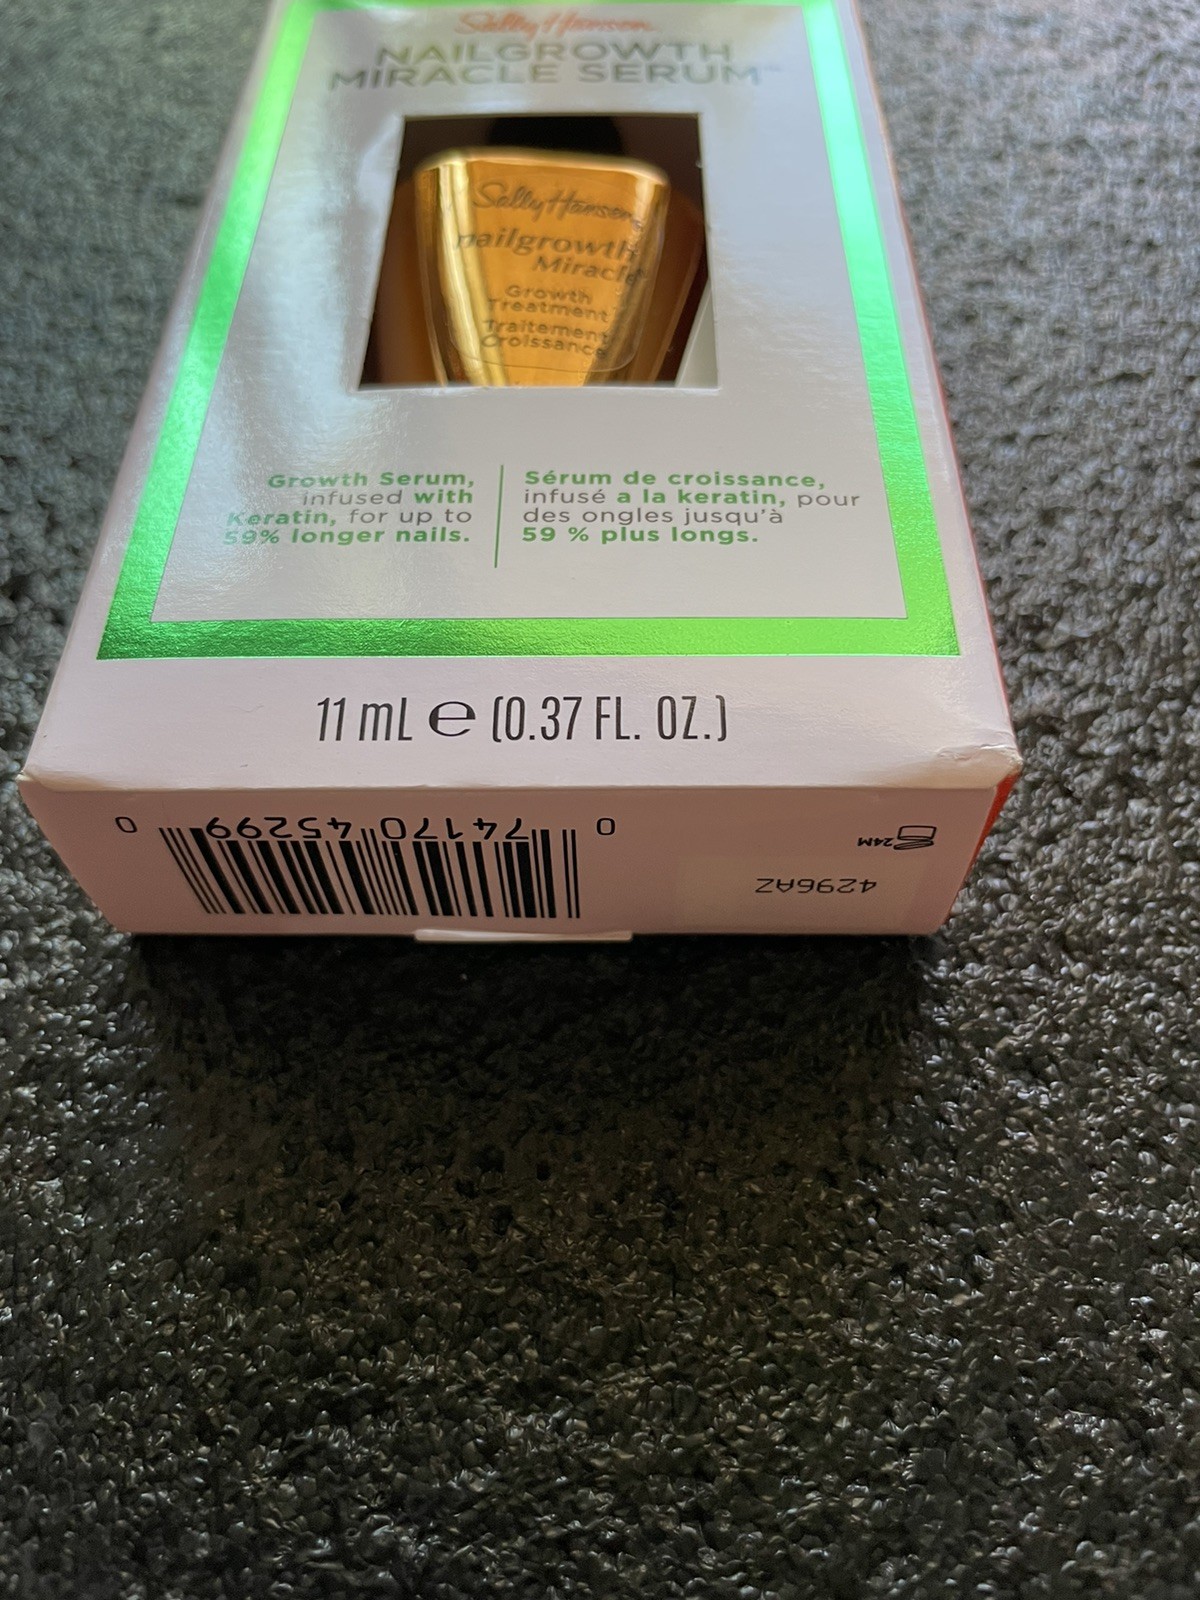 Sally Hansen
NAILGROWTH
MIRACLE SERUM™
Sally Hansen
nailgrowth
Miracle
Growth
Treatment
Traitement
Croissance
Growth Serum,
infused with
Keratin, for up to
59% longer nails.
Sérum de croissance,
infusé a la keratin, pour
des ongles jusqu'à
59 % plus longs.
11 mL e (0.37 FL. OZ.)
0 74170 45299 0
24M
4296AZ